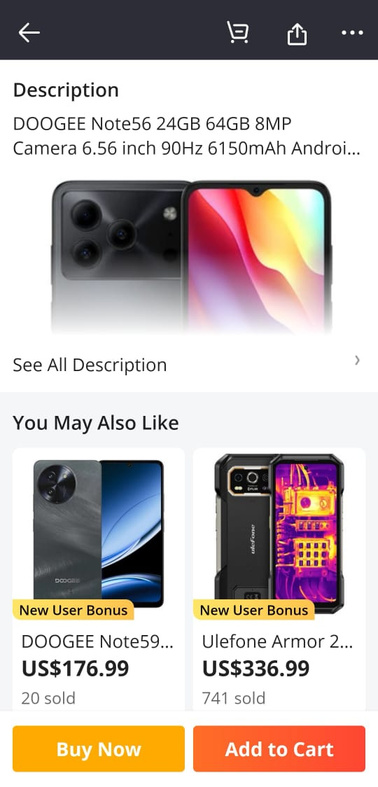 Description
DOOGEE Note56 24GB 64GB 8MP
Camera 6.56 inch 90Hz 6150mAh Androi...
See All Description
You May Also Like
DOOGEE
ulefone
New User Bonus
New User Bonus
DOOGEE Note59...
Ulefone Armor 2...
US$176.99
US$336.99
20 sold
741 sold
Buy Now
Add to Cart